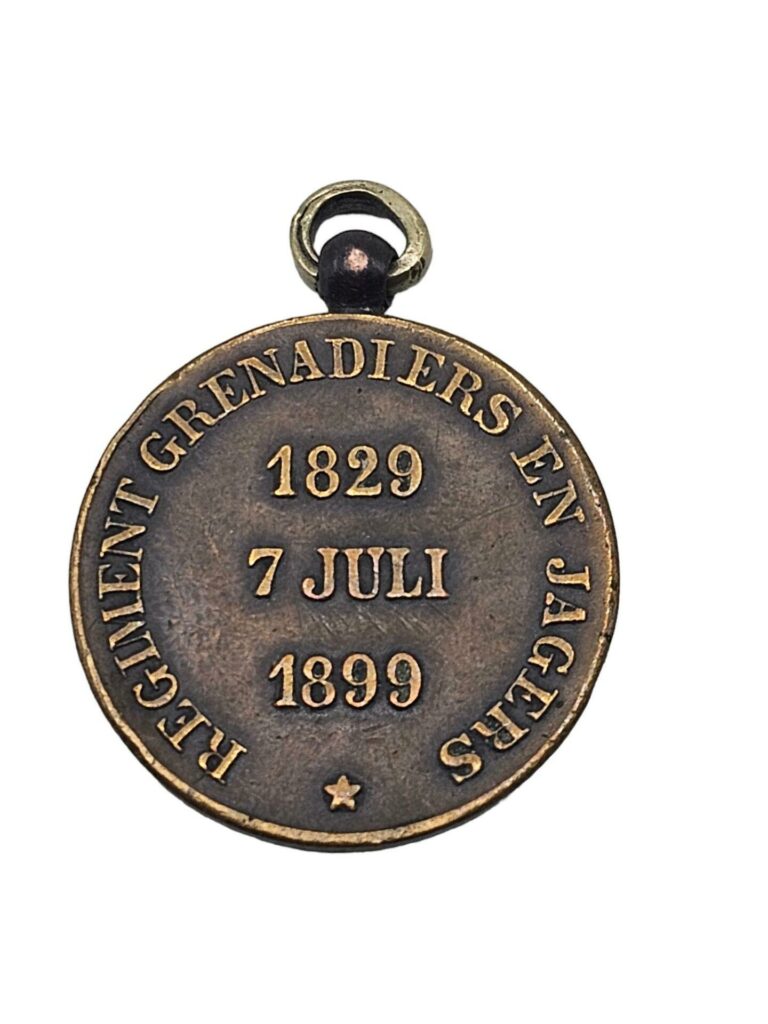 REGIMENT GRENADIERS EN JAGERS
1829
7 JULI
1899